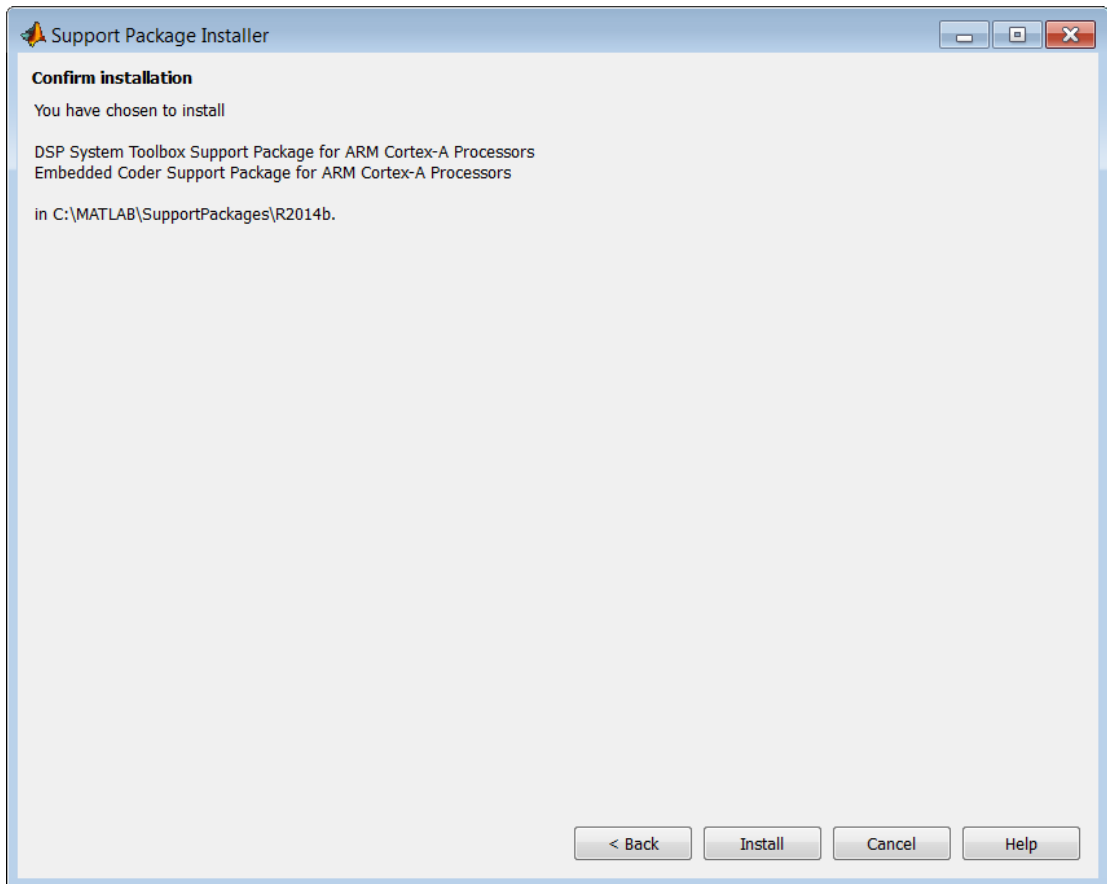 Support Package Installer
Confirm installation
You have chosen to install
DSP System Toolbox Support Package for ARM Cortex-A Processors
Embedded Coder Support Package for ARM Cortex-A Processors
in C:\MATLAB\SupportPackages\R2014b.
< Back Install Cancel Help